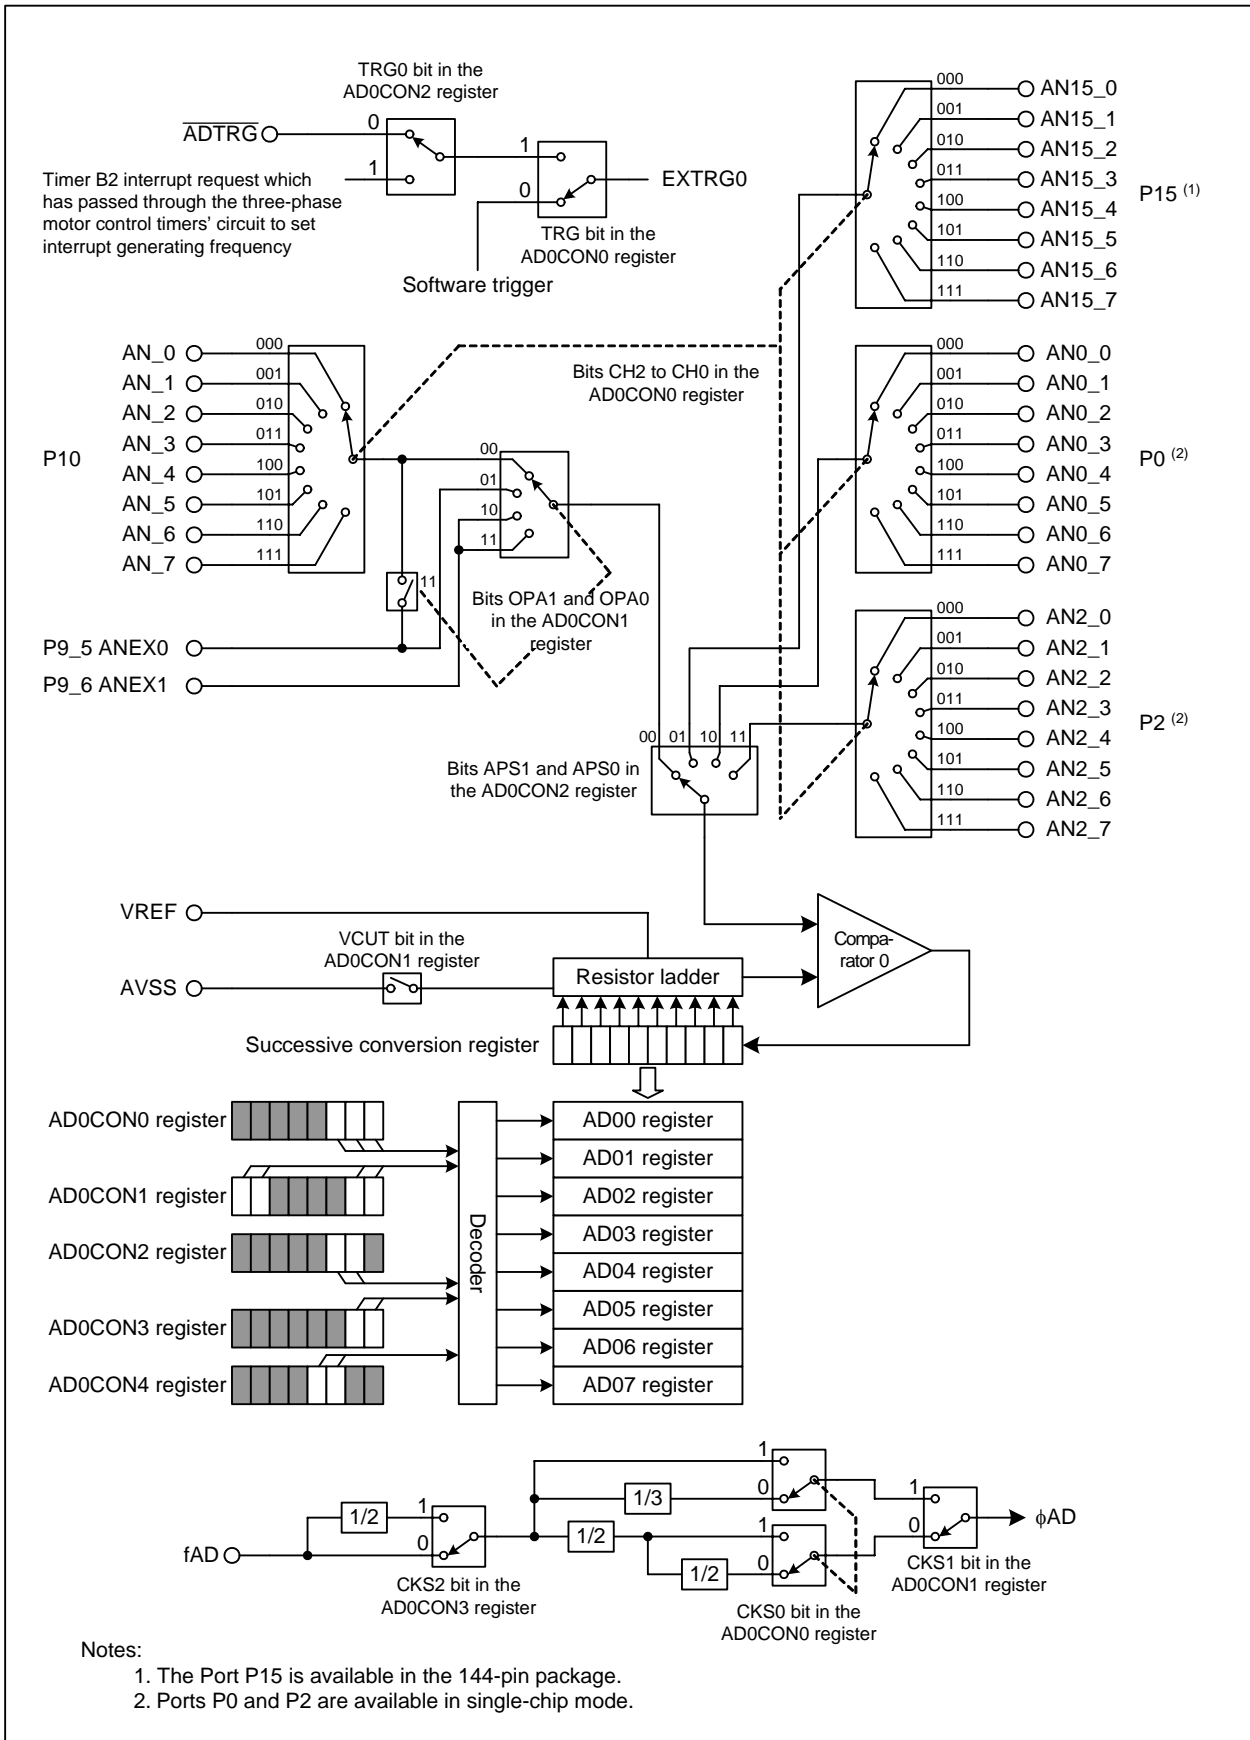 TRG0 bit in the
AD0CON2 register
ADTRG
0
1
1
0
EXTRG0
Timer B2 interrupt request which
has passed through the three-phase
motor control timers' circuit to set
interrupt generating frequency
TRG bit in the
AD0CON0 register
Software trigger
000
AN15_0
001
AN15_1
010
AN15_2
011
AN15_3
100
AN15_4
101
AN15_5
110
AN15_6
111
AN15_7
P15 (1)
AN_0
000
AN_1
001
AN_2
010
AN_3
011
AN_4
100
AN_5
101
AN_6
110
AN_7
111
P10
Bits CH2 to CH0 in the
AD0CON0 register
000
AN0_0
001
AN0_1
010
AN0_2
011
AN0_3
100
AN0_4
101
AN0_5
110
AN0_6
111
AN0_7
P0 (2)
00
01
10
11
11
Bits OPA1 and OPA0
in the AD0CON1
register
P9_5 ANEX0
P9_6 ANEX1
000
AN2_0
001
AN2_1
010
AN2_2
011
AN2_3
100
AN2_4
101
AN2_5
110
AN2_6
111
AN2_7
P2 (2)
00
01
10
11
Bits APS1 and APS0 in
the AD0CON2 register
VREF
VCUT bit in the
AD0CON1 register
AVSS
Resistor ladder
Compa-
rator 0
Successive conversion register
AD0CON0 register
AD0CON1 register
AD0CON2 register
AD0CON3 register
AD0CON4 register
Decoder
AD00 register
AD01 register
AD02 register
AD03 register
AD04 register
AD05 register
AD06 register
AD07 register
fAD
1/2
1
0
CKS2 bit in the
AD0CON3 register
1
1/3
0
1/2
1
1/2
0
CKS0 bit in the
AD0CON0 register
1
0
ϕAD
CKS1 bit in the
AD0CON1 register
Notes:
1. The Port P15 is available in the 144-pin package.
2. Ports P0 and P2 are available in single-chip mode.